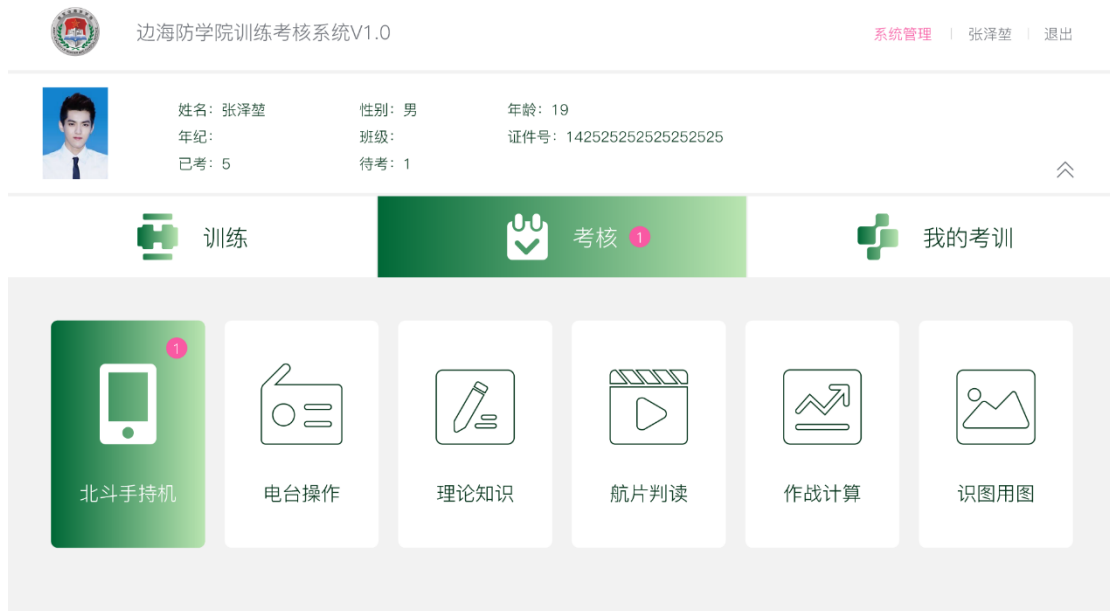 边海防学院训练考核系统V1.0
系统管理 | 张泽堃 | 退出
姓名：张泽堃 性别：男 年龄：19
年纪： 班级： 证件号：142525252525252525
已考：5 待考：1
训练 考核 1 我的考训
1
北斗手持机 电台操作 理论知识 航片判读 作战计算 识图用图